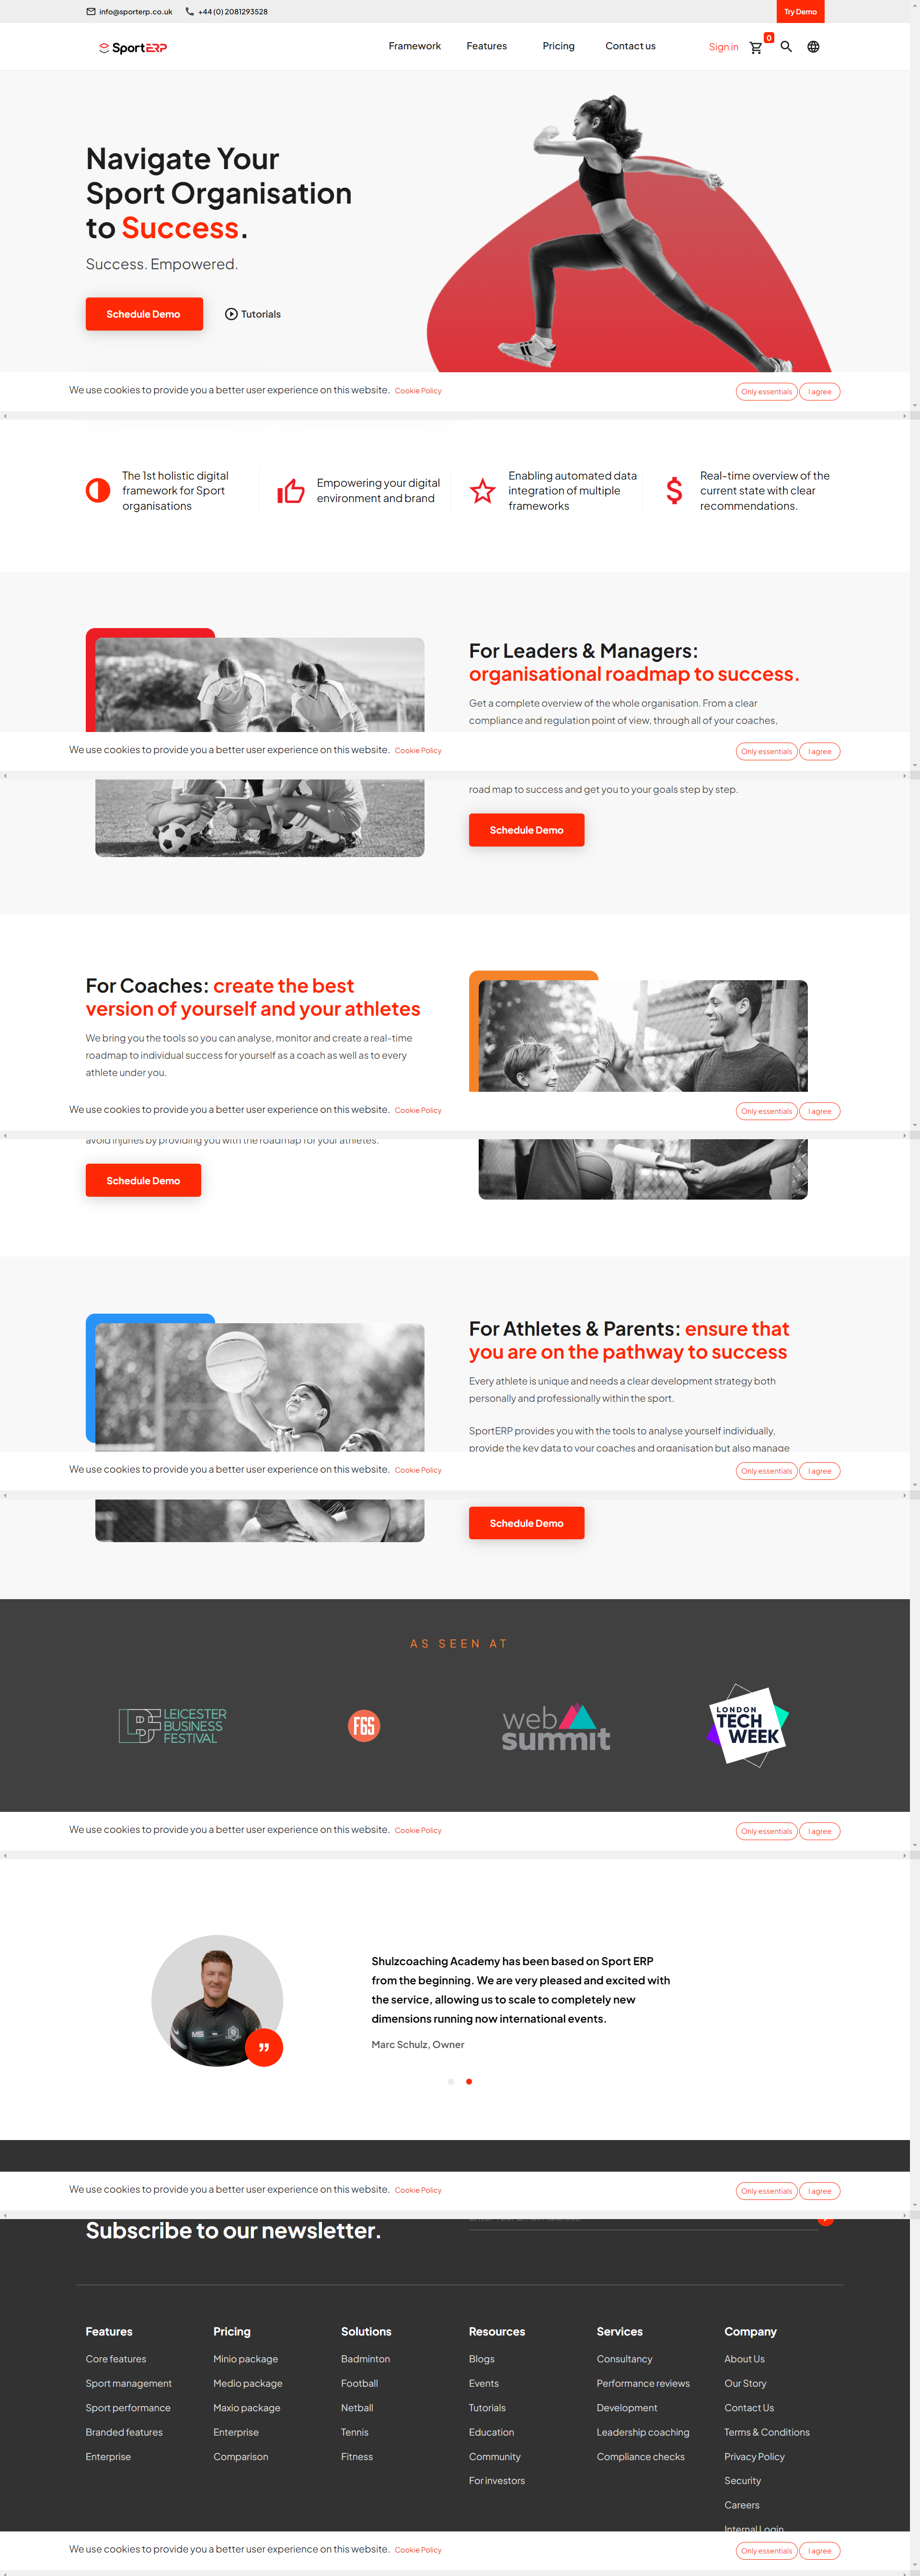 info@sporterp.co.uk
+44 (0) 2081293528
Try Demo
SportERP
Framework
Features
Pricing
Contact us
Sign in
0
Navigate Your
Sport Organisation
to Success.
Success. Empowered.
Schedule Demo
Tutorials
We use cookies to provide you a better user experience on this website. Cookie Policy
Only essentials
I agree
The 1st holistic digital
framework for Sport
organisations
Empowering your digital
environment and brand
Enabling automated data
integration of multiple
frameworks
Real-time overview of the
current state with clear
recommendations.
For Leaders & Managers:
organisational roadmap to success.
Get a complete overview of the whole organisation. From a clear
compliance and regulation point of view, through all of your coaches,
We use cookies to provide you a better user experience on this website. Cookie Policy
Only essentials
I agree
road map to success and get you to your goals step by step.
Schedule Demo
For Coaches: create the best
version of yourself and your athletes
We bring you the tools so you can analyse, monitor and create a real-time
roadmap to individual success for yourself as a coach as well as to every
athlete under you.
We use cookies to provide you a better user experience on this website. Cookie Policy
Only essentials
I agree
avoid injuries by providing you with the roadmap for your athletes.
Schedule Demo
For Athletes & Parents: ensure that
you are on the pathway to success
Every athlete is unique and needs a clear development strategy both
personally and professionally within the sport.
SportERP provides you with the tools to analyse yourself individually,
provide the key data to your coaches and organisation but also manage
We use cookies to provide you a better user experience on this website. Cookie Policy
Only essentials
I agree
Schedule Demo
AS SEEN AT
LBF LEICESTER
BUSINESS
FESTIVAL
FGS
web
summit
LONDON
TECH
WEEK
We use cookies to provide you a better user experience on this website. Cookie Policy
Only essentials
I agree
MS
Shulzcoaching Academy has been based on Sport ERP
from the beginning. We are very pleased and excited with
the service, allowing us to scale to completely new
dimensions running now international events.
Marc Schulz, Owner
We use cookies to provide you a better user experience on this website. Cookie Policy
Only essentials
I agree
Subscribe to our newsletter.
Features
Core features
Sport management
Sport performance
Branded features
Enterprise
Pricing
Minio package
Medio package
Maxio package
Enterprise
Comparison
Solutions
Badminton
Football
Netball
Tennis
Fitness
Resources
Blogs
Events
Tutorials
Education
Community
For investors
Services
Consultancy
Performance reviews
Development
Leadership coaching
Compliance checks
Company
About Us
Our Story
Contact Us
Terms & Conditions
Privacy Policy
Security
Careers
Internal Login
We use cookies to provide you a better user experience on this website. Cookie Policy
Only essentials
I agree